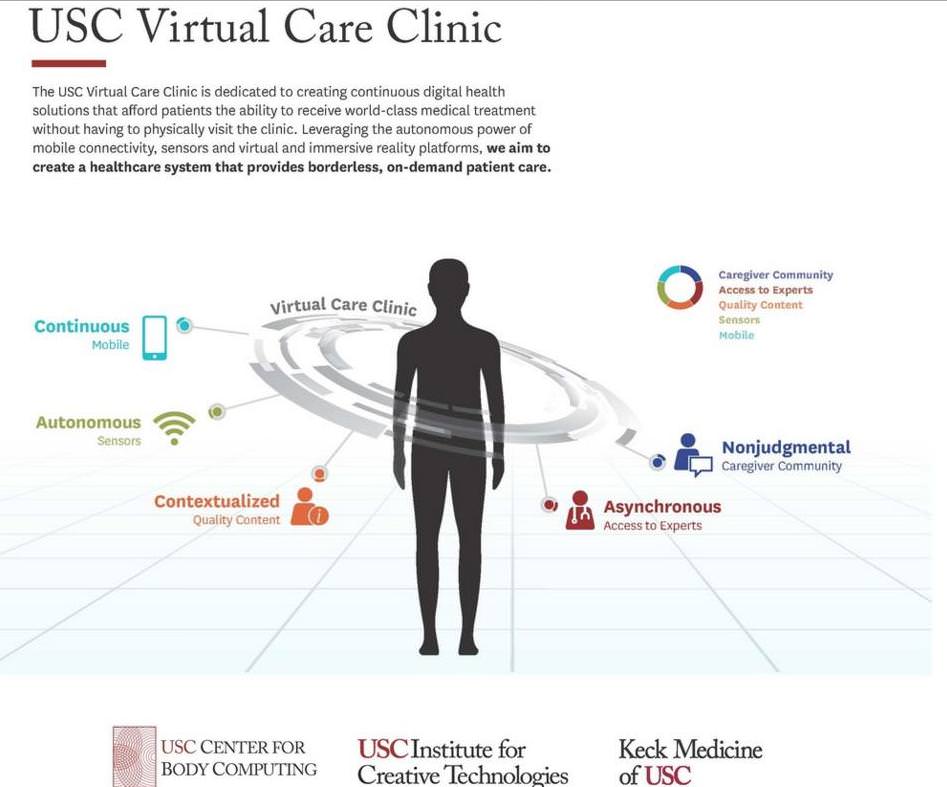 USC Virtual Care Clinic
The USC Virtual Care Clinic is dedicated to creating continuous digital health
solutions that afford patients the ability to receive world-class medical treatment
without having to physically visit the clinic. Leveraging the autonomous power of
mobile connectivity, sensors and virtual and immersive reality platforms, we aim to
create a healthcare system that provides borderless, on-demand patient care.
Virtual Care Clinic
Caregiver Community
Access to Experts
Quality Content
Sensors
Mobile
Continuous
Mobile
Autonomous
Sensors
Contextualized
Quality Content
i
Nonjudgmental
Caregiver Community
Asynchronous
Access to Experts
USC CENTER FOR
BODY COMPUTING
USC Institute for
Creative Technologies
Keck Medicine
of USC